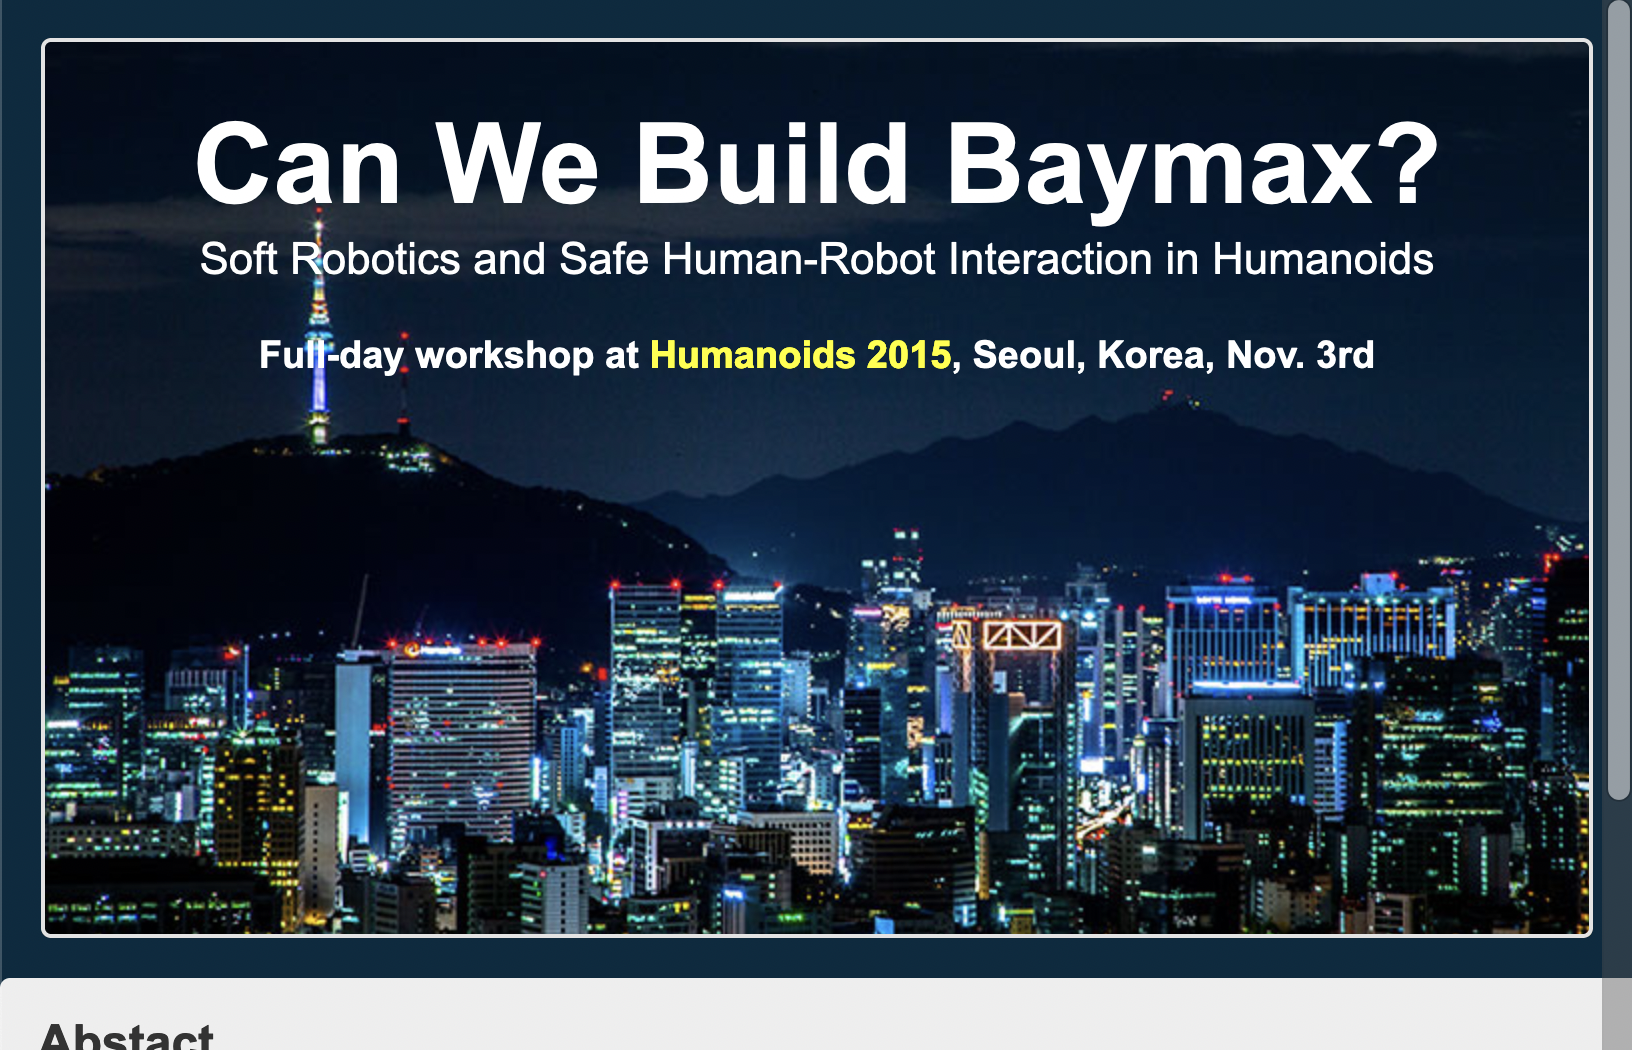 Can We Build Baymax?
Soft Robotics and Safe Human-Robot Interaction in Humanoids
Full-day workshop at Humanoids 2015, Seoul, Korea, Nov. 3rd
Hanwha
Abstact